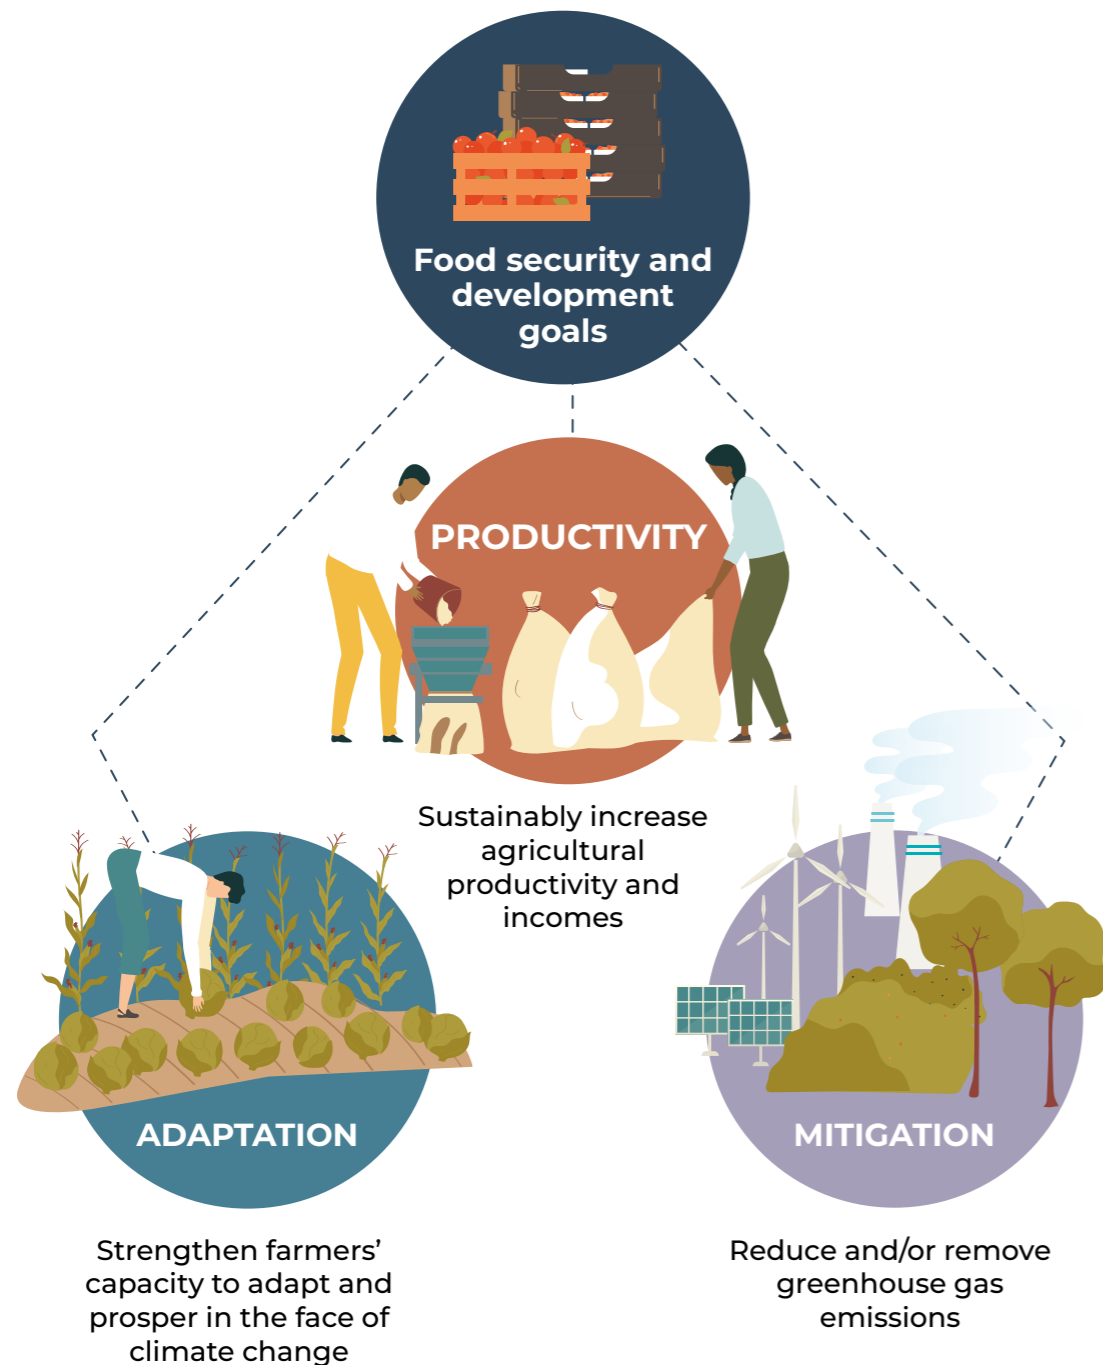 Food security and
development
goals
PRODUCTIVITY
Sustainably increase
agricultural
productivity and
incomes
ADAPTATION
Strengthen farmers’
capacity to adapt and
prosper in the face of
climate change
MITIGATION
Reduce and/or remove
greenhouse gas
emissions